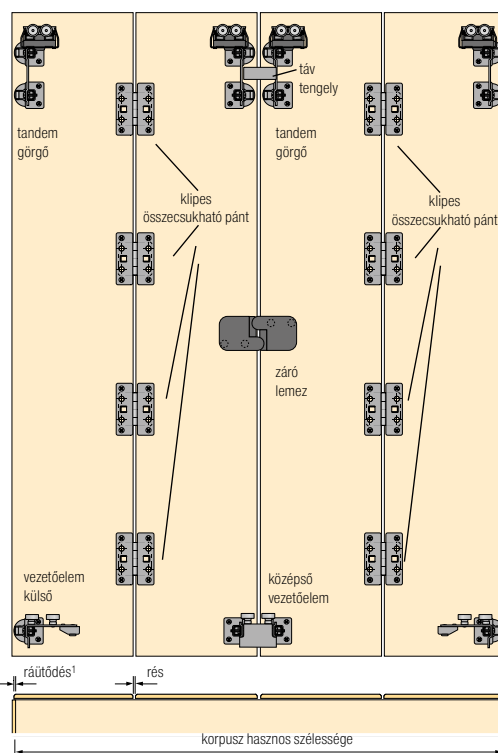 táv
tengely
tandem
görgő
tandem
görgő
klipes
összecsukható pánt
klipes
összecsukható pánt
záró
lemez
vezetőelem
külső
középső
vezetőelem
ráütődés¹
rés
korpusz hasznos szélessége